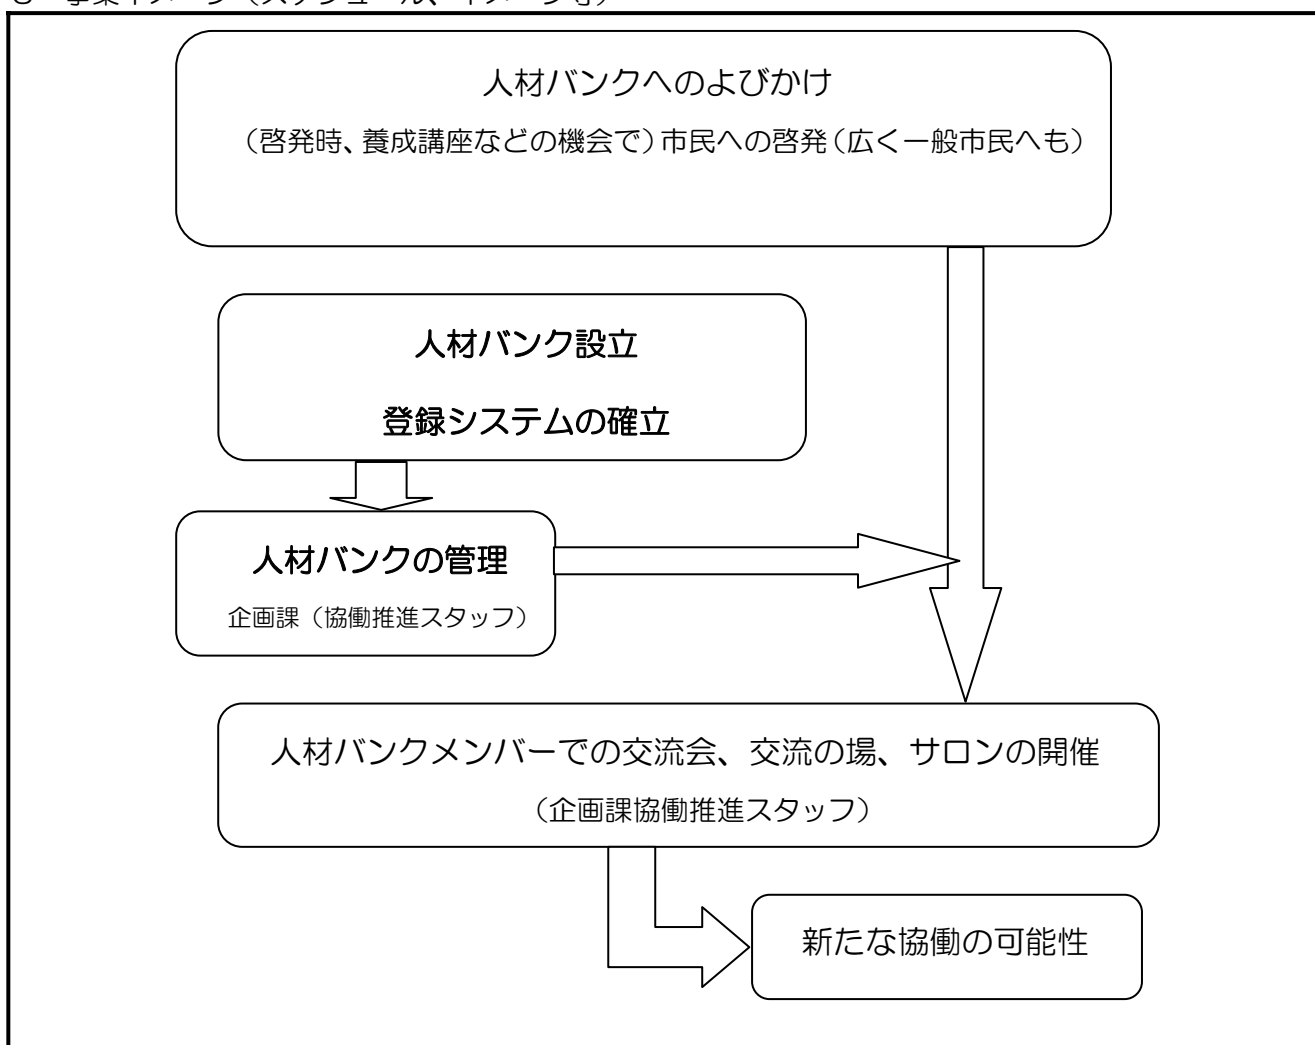 人材バンクへのよびかけ
（啓発時、養成講座などの機会で）市民への啓発（広く一般市民へも）
人材バンク設立
登録システムの確立
人材バンクの管理
企画課（協働推進スタッフ）
人材バンクメンバーでの交流会、交流の場、サロンの開催
（企画課協働推進スタッフ）
新たな協働の可能性